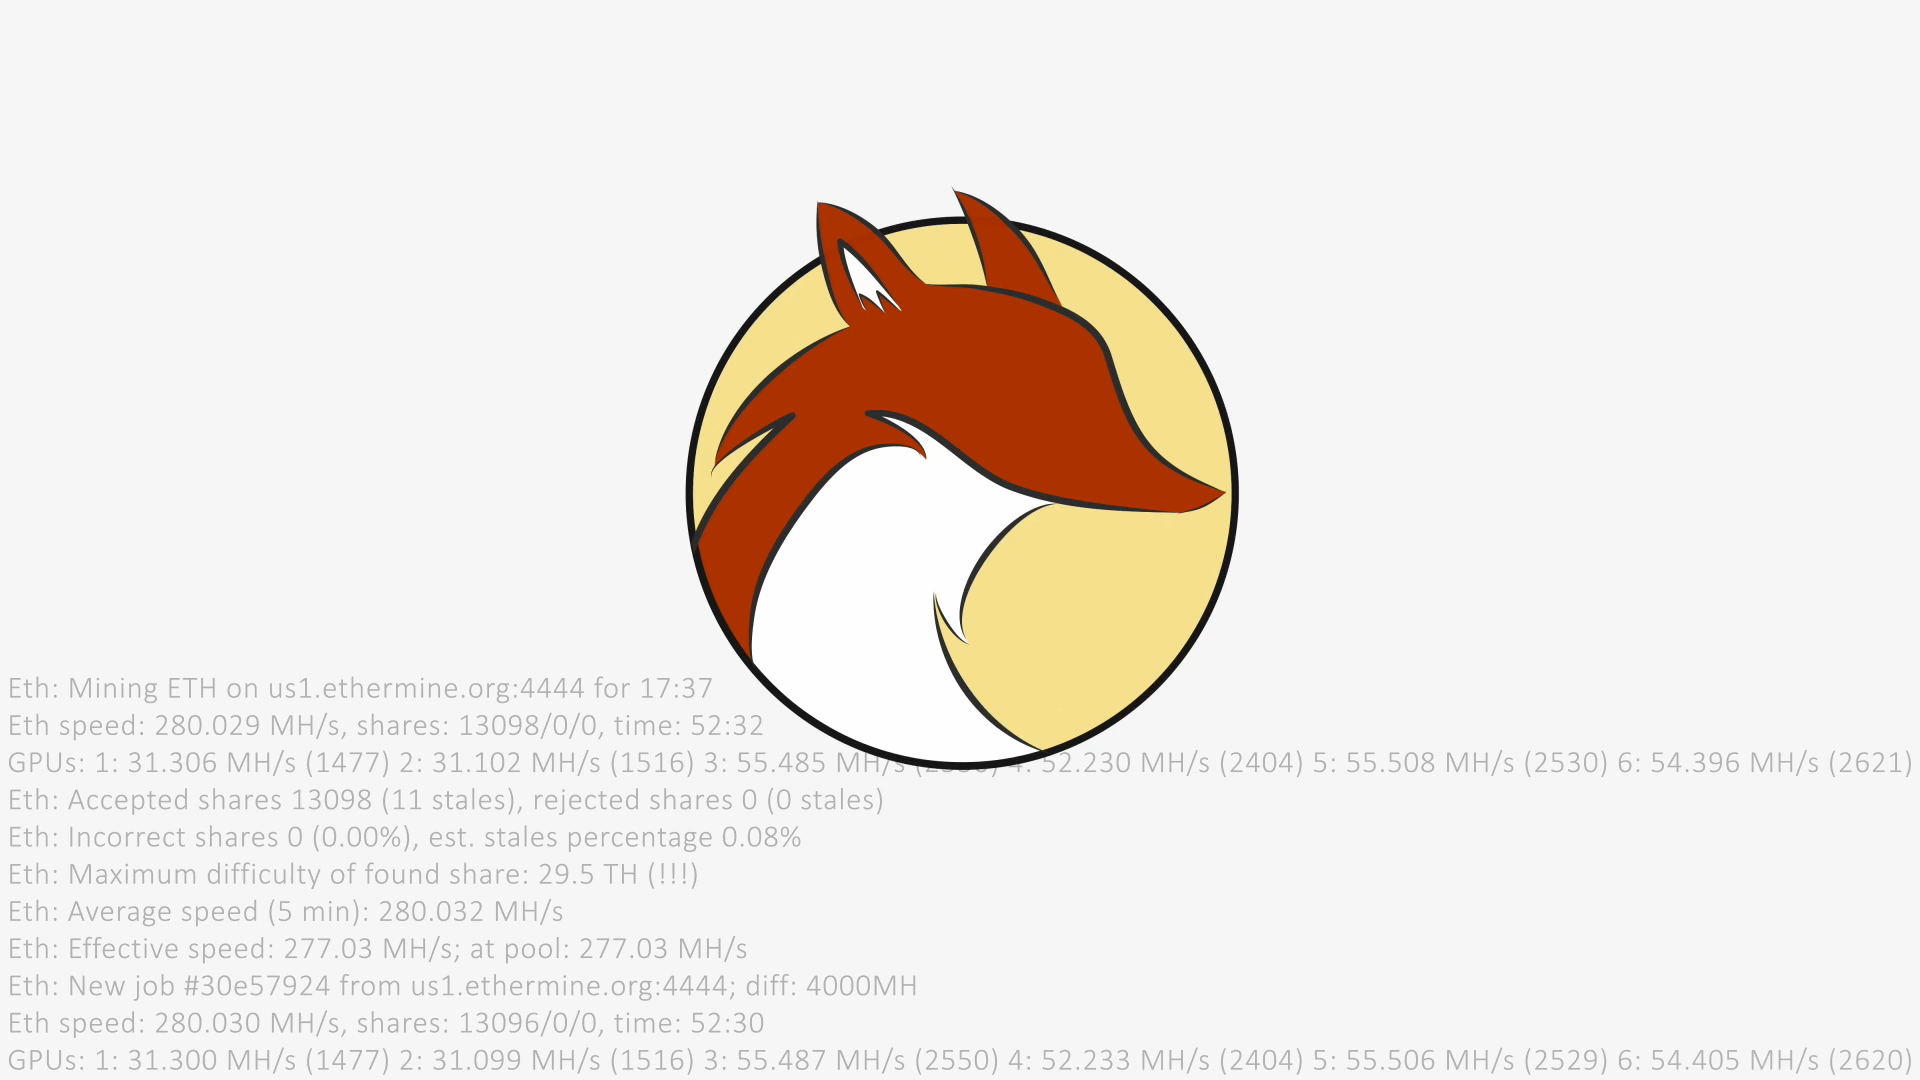 Eth: Mining ETH on us1.ethermine.org:4444 for 17:37
Eth speed: 280.029 MH/s, shares: 13098/0/0, time: 52:32
GPUs: 1: 31.306 MH/s (1477) 2: 31.102 MH/s (1516) 3: 55.485 MH/s 4: 52.230 MH/s (2404) 5: 55.508 MH/s (2530) 6: 54.396 MH/s (2621)
Eth: Accepted shares 13098 (11 stales), rejected shares 0 (0 stales)
Eth: Incorrect shares 0 (0.00%), est. stales percentage 0.08%
Eth: Maximum difficulty of found share: 29.5 TH (!!!)
Eth: Average speed (5 min): 280.032 MH/s
Eth: Effective speed: 277.03 MH/s; at pool: 277.03 MH/s
Eth: New job #30e57924 from us1.ethermine.org:4444; diff: 4000MH
Eth speed: 280.030 MH/s, shares: 13096/0/0, time: 52:30
GPUs: 1: 31.300 MH/s (1477) 2: 31.099 MH/s (1516) 3: 55.487 MH/s (2550) 4: 52.233 MH/s (2404) 5: 55.506 MH/s (2529) 6: 54.405 MH/s (2620)